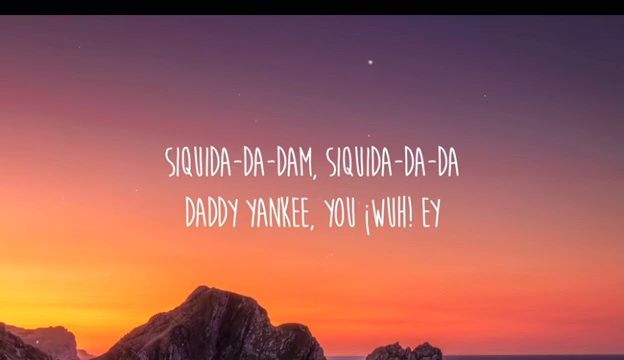 SIQUIDA-DA-DAM, SIQUIDA-DA-DA
DADDY YANKEE, YOU ¡WUH! EY